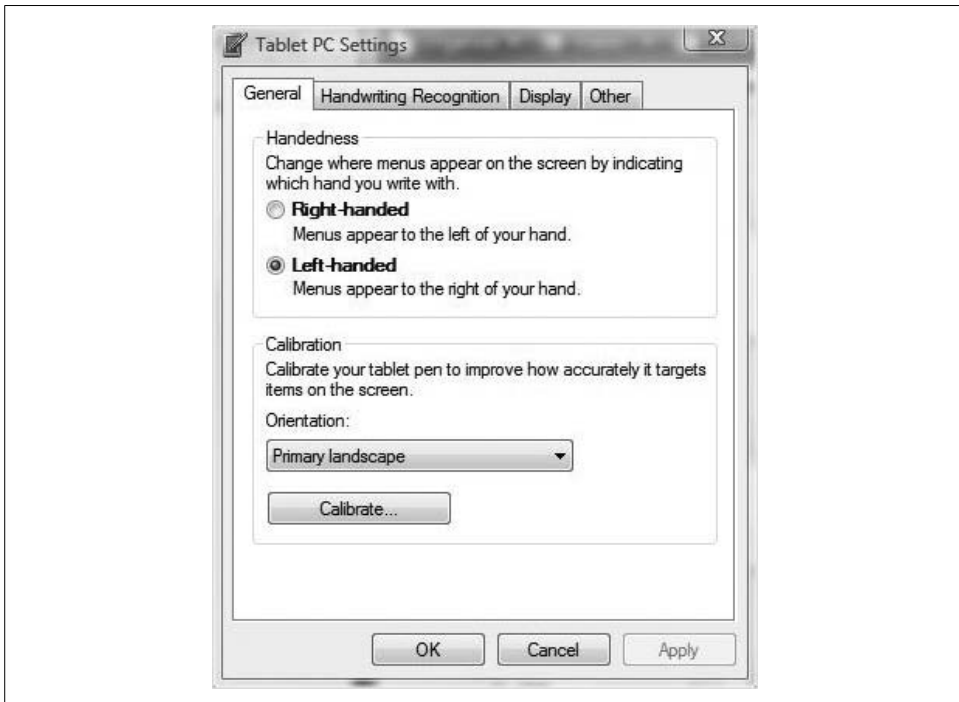 Tablet PC Settings
General
Handwriting Recognition
Display
Other
Handedness
Change where menus appear on the screen by indicating
which hand you write with.
Right-handed
Menus appear to the left of your hand.
Left-handed
Menus appear to the right of your hand.
Calibration
Calibrate your tablet pen to improve how accurately it targets
items on the screen.
Orientation:
Primary landscape
Calibrate...
OK
Cancel
Apply